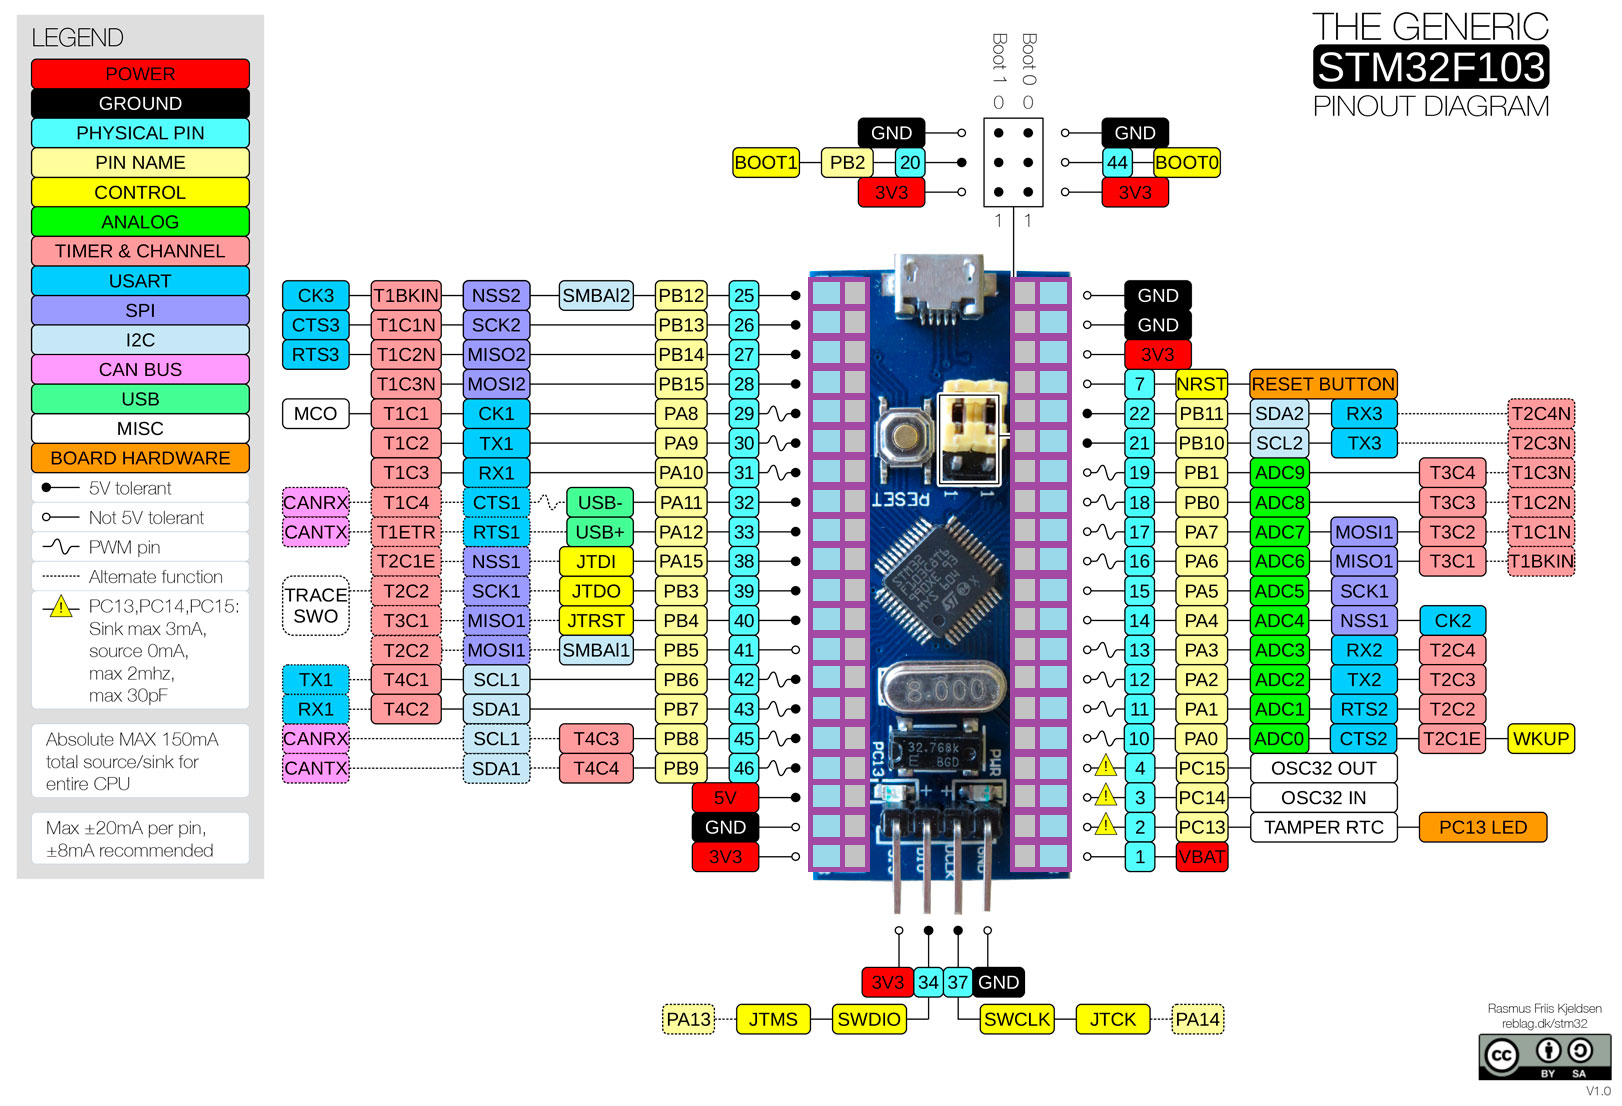 LEGEND
POWER
GROUND
PHYSICAL PIN
PIN NAME
CONTROL
ANALOG
TIMER & CHANNEL
USART
SPI
I2C
CAN BUS
USB
MISC
BOARD HARDWARE
5V tolerant
Not 5V tolerant
PWM pin
Alternate function
PC13,PC14,PC15:
Sink max 3mA,
source 0mA,
max 2mhz,
max 30pF
Absolute MAX 150mA
total source/sink for
entire CPU
Max ±20mA per pin,
±8mA recommended
THE GENERIC
STM32F103
PINOUT DIAGRAM
Boot 1 0
Boot 0 0
GND GND
BOOT1 PB2 20 44 BOOT0
3V3 3V3
1 1
CK3 T1BKIN NSS2 SMBAI2 PB12 25
CTS3 T1C1N SCK2 PB13 26
RTS3 T1C2N MISO2 PB14 27
T1C3N MOSI2 PB15 28
MCO T1C1 CK1 PA8 29
T1C2 TX1 PA9 30
T1C3 RX1 PA10 31
CANRX T1C4 CTS1 USB- PA11 32
CANTX T1ETR RTS1 USB+ PA12 33
T2C1E NSS1 JTDI PA15 38
TRACE SWO T2C2 SCK1 JTDO PB3 39
T3C1 MISO1 JTRST PB4 40
T2C2 MOSI1 SMBAI1 PB5 41
TX1 T4C1 SCL1 PB6 42
RX1 T4C2 SDA1 PB7 43
CANRX SCL1 T4C3 PB8 45
CANTX SDA1 T4C4 PB9 46
5V
GND
3V3
RESET
1 1
STM32
8.000
32.768k
BGD
PC13
PWR
GND
GND
3V3
7 NRST RESET BUTTON
22 PB11 SDA2 RX3 T2C4N
21 PB10 SCL2 TX3 T2C3N
19 PB1 ADC9 T3C4 T1C3N
18 PB0 ADC8 T3C3 T1C2N
17 PA7 ADC7 MOSI1 T3C2 T1C1N
16 PA6 ADC6 MISO1 T3C1 T1BKIN
15 PA5 ADC5 SCK1
14 PA4 ADC4 NSS1 CK2
13 PA3 ADC3 RX2 T2C4
12 PA2 ADC2 TX2 T2C3
11 PA1 ADC1 RTS2 T2C2
10 PA0 ADC0 CTS2 T2C1E WKUP
4 PC15 OSC32 OUT
3 PC14 OSC32 IN
2 PC13 TAMPER RTC PC13 LED
1 VBAT
3V3 34 37 GND
PA13 JTMS SWDIO SWCLK JTCK PA14
Rasmus Friis Kjeldsen
reblag.dk/stm32
cc BY SA
V1.0